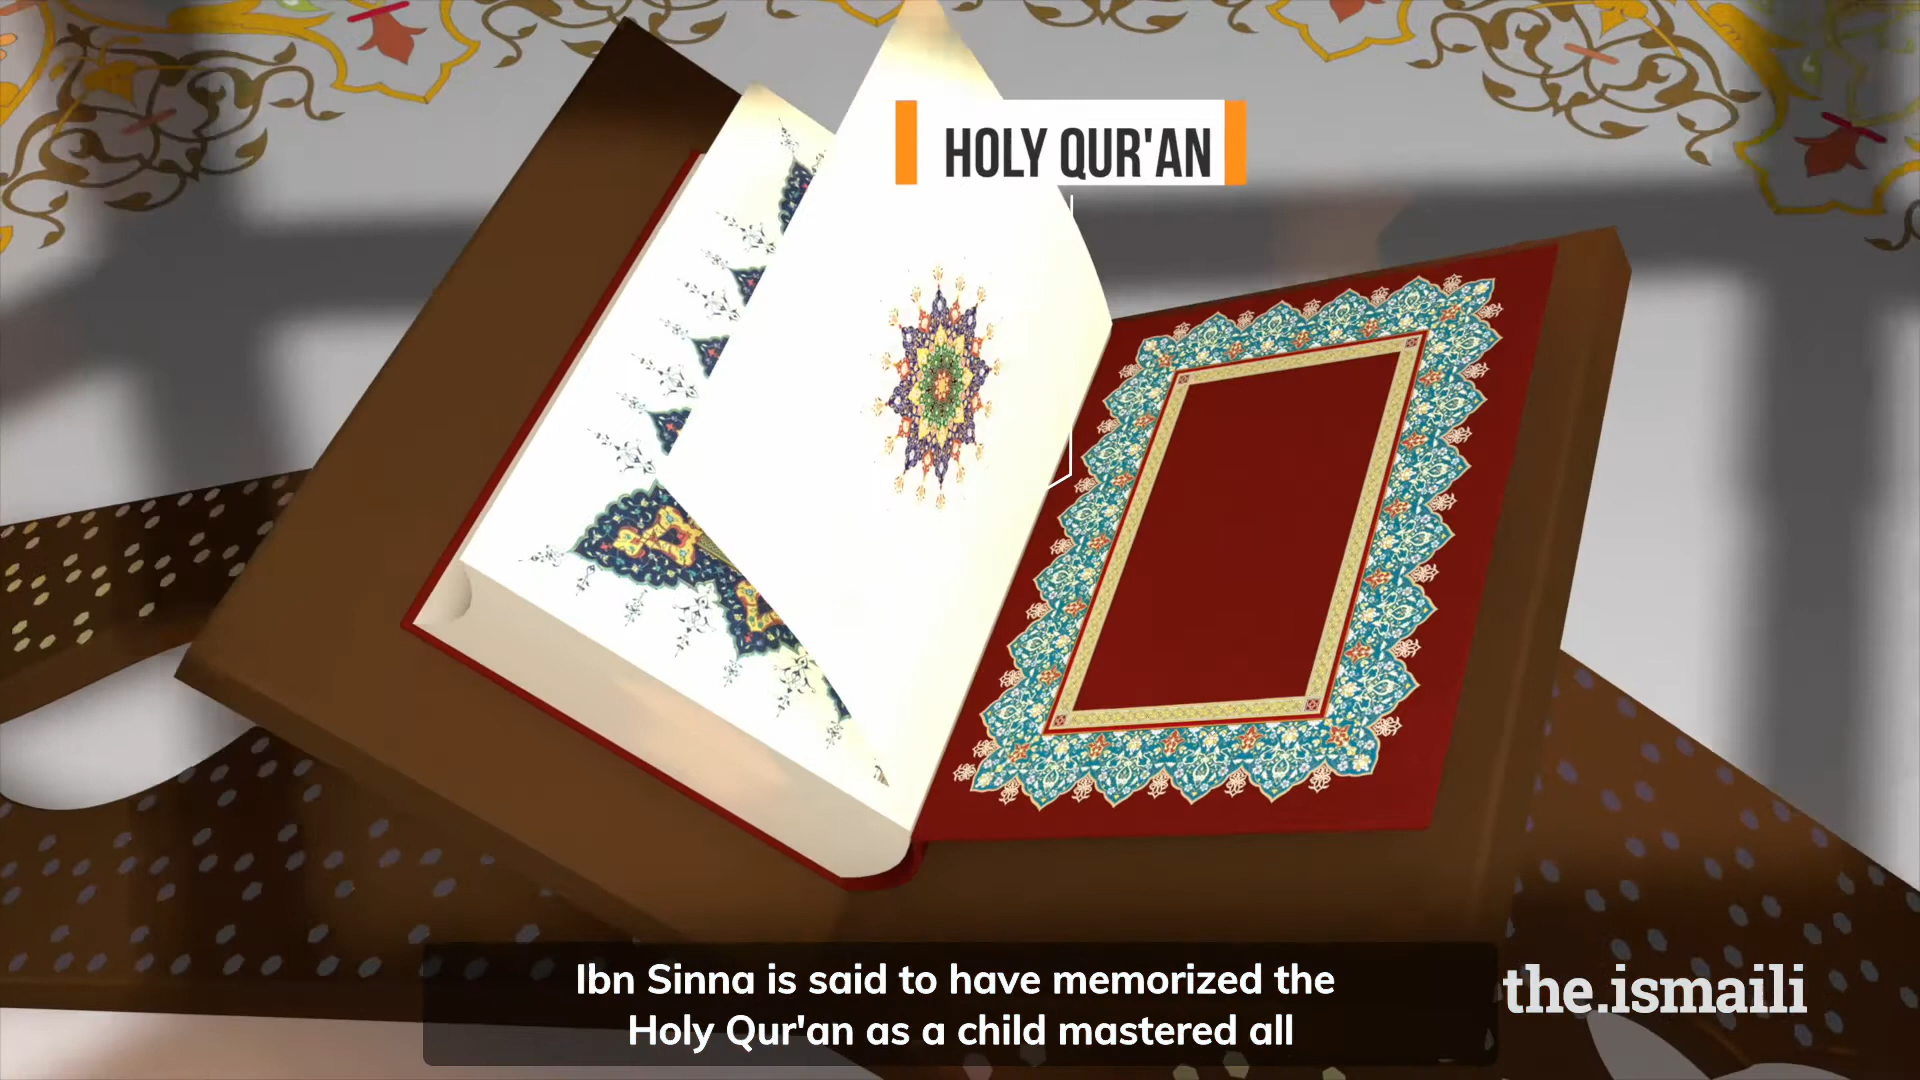 HOLY QUR'AN
Ibn Sinna is said to have memorized the
Holy Qur'an as a child mastered all
the.ismaili